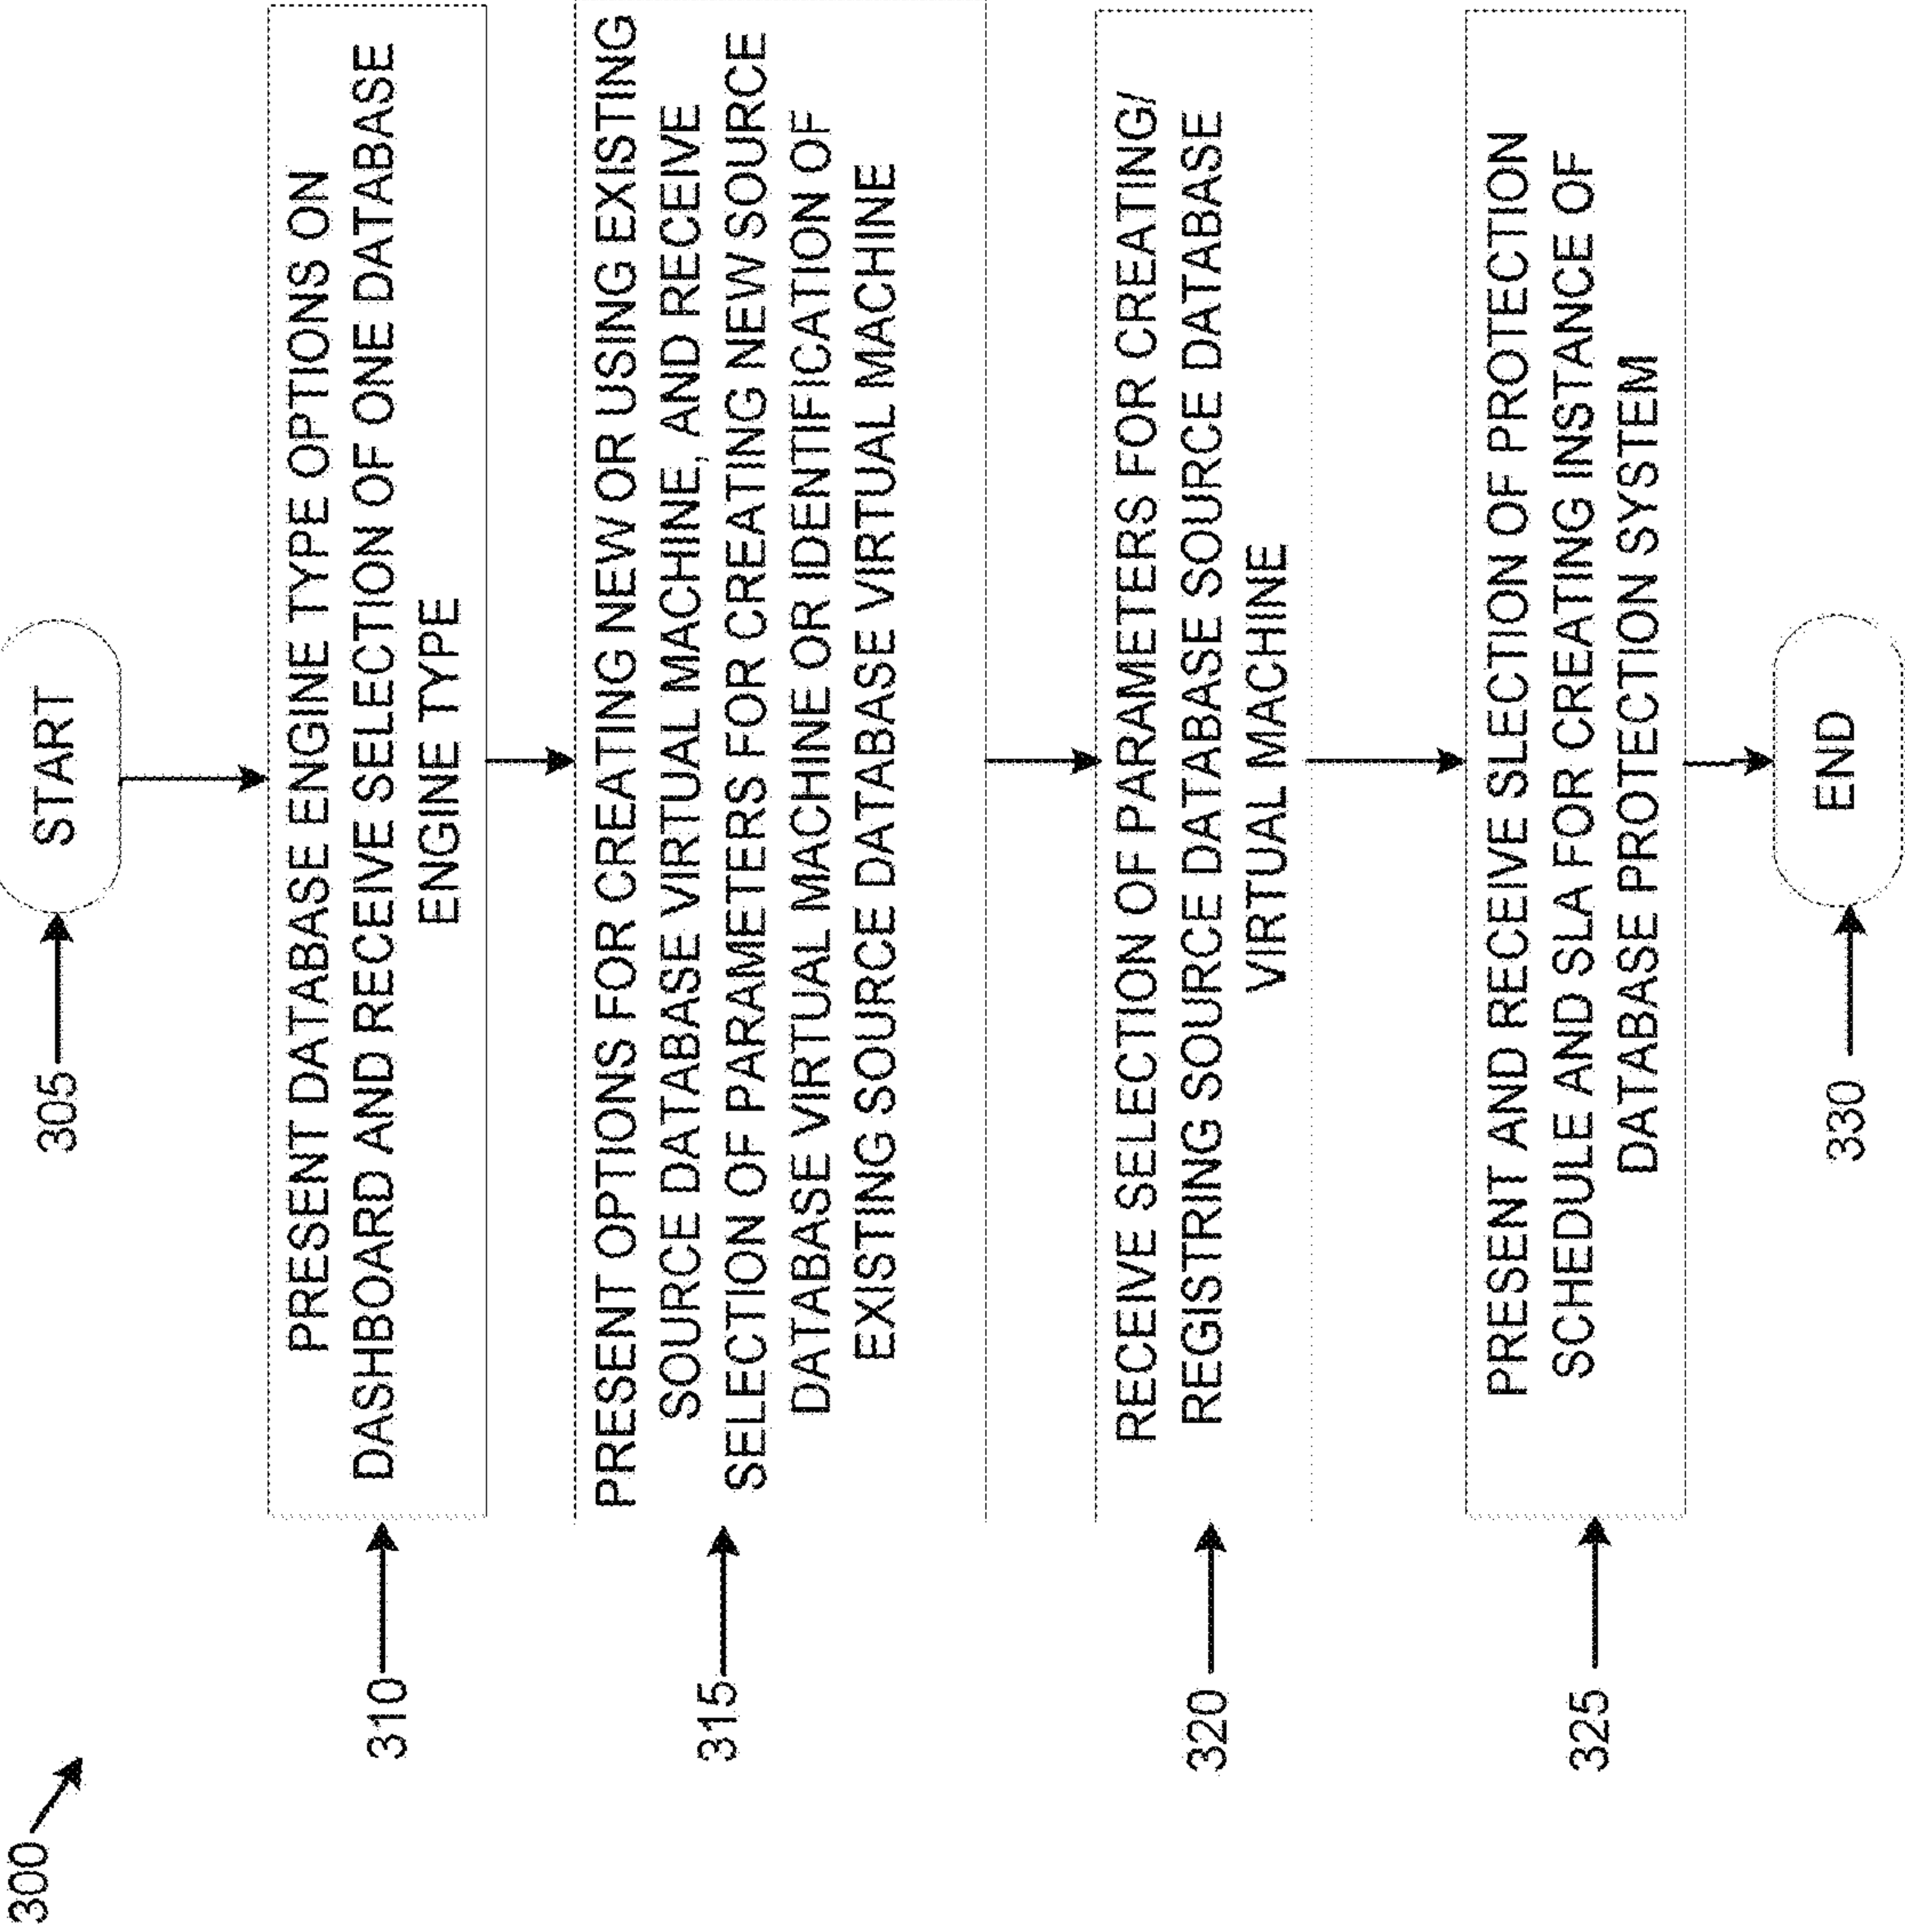 300
305
START
310
PRESENT DATABASE ENGINE TYPE OPTIONS ON
DASHBOARD AND RECEIVE SELECTION OF ONE DATABASE
ENGINE TYPE
315
PRESENT OPTIONS FOR CREATING NEW OR USING EXISTING
SOURCE DATABASE VIRTUAL MACHINE, AND RECEIVE
SELECTION OF PARAMETERS FOR CREATING NEW SOURCE
DATABASE VIRTUAL MACHINE OR IDENTIFICATION OF
EXISTING SOURCE DATABASE VIRTUAL MACHINE
320
RECEIVE SELECTION OF PARAMETERS FOR CREATING/
REGISTRING SOURCE DATABASE SOURCE DATABASE
VIRTUAL MACHINE
325
PRESENT AND RECEIVE SELECTION OF PROTECTION
SCHEDULE AND SLA FOR CREATING INSTANCE OF
DATABASE PROTECTION SYSTEM
330
END